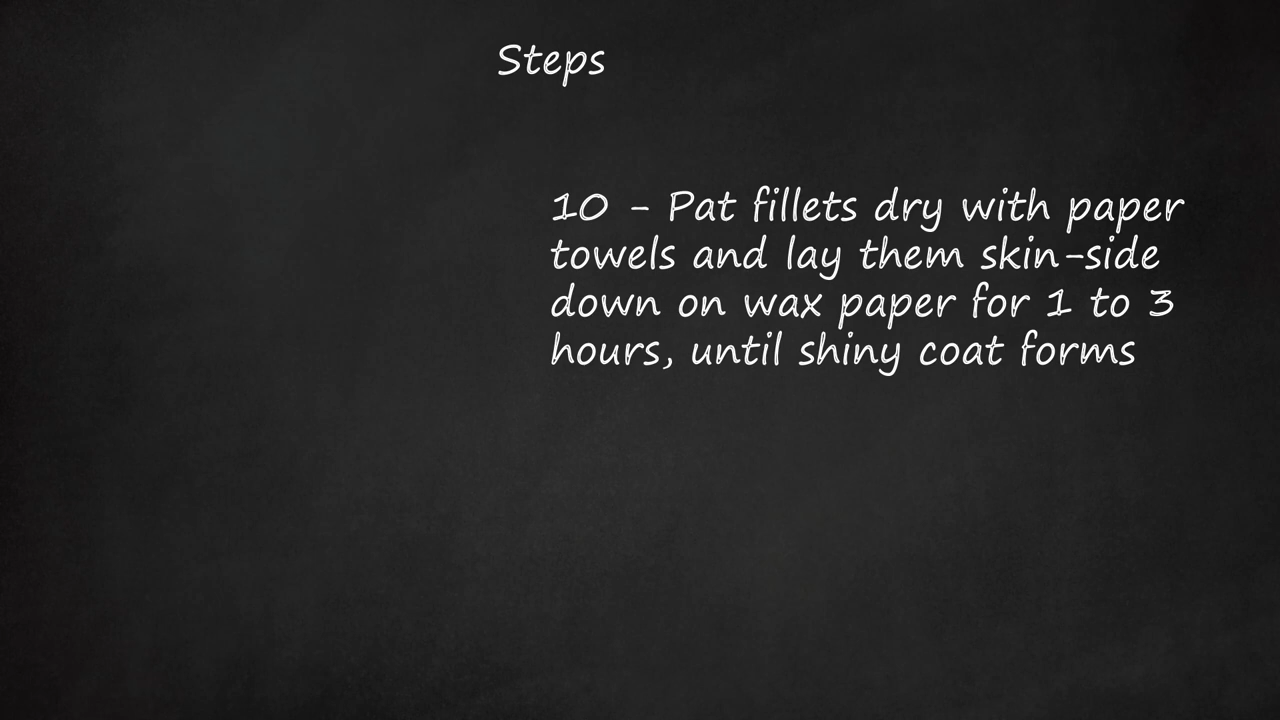 Steps
10 - Pat fillets dry with paper
towels and lay them skin-side
down on wax paper for 1 to 3
hours, until shiny coat forms